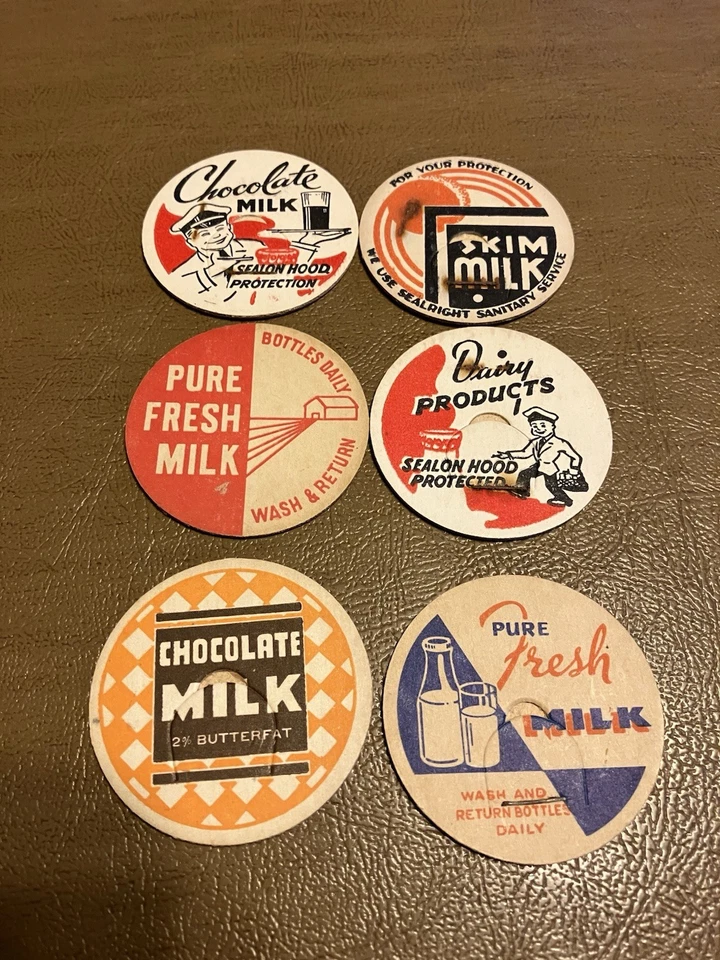 Chocolate
MILK
SEALON HOOD
PROTECTION
FOR YOUR PROTECTION
SKIM
MILK
WE USE SEALRIGHT SANITARY SERVICE
PURE
FRESH
MILK
BOTTLES DAILY
WASH & RETURN
Dairy
PRODUCTS
SEALON HOOD
PROTECTED
CHOCOLATE
MILK
2% BUTTERFAT
PURE
Fresh
MILK
WASH AND
RETURN BOTTLES
DAILY